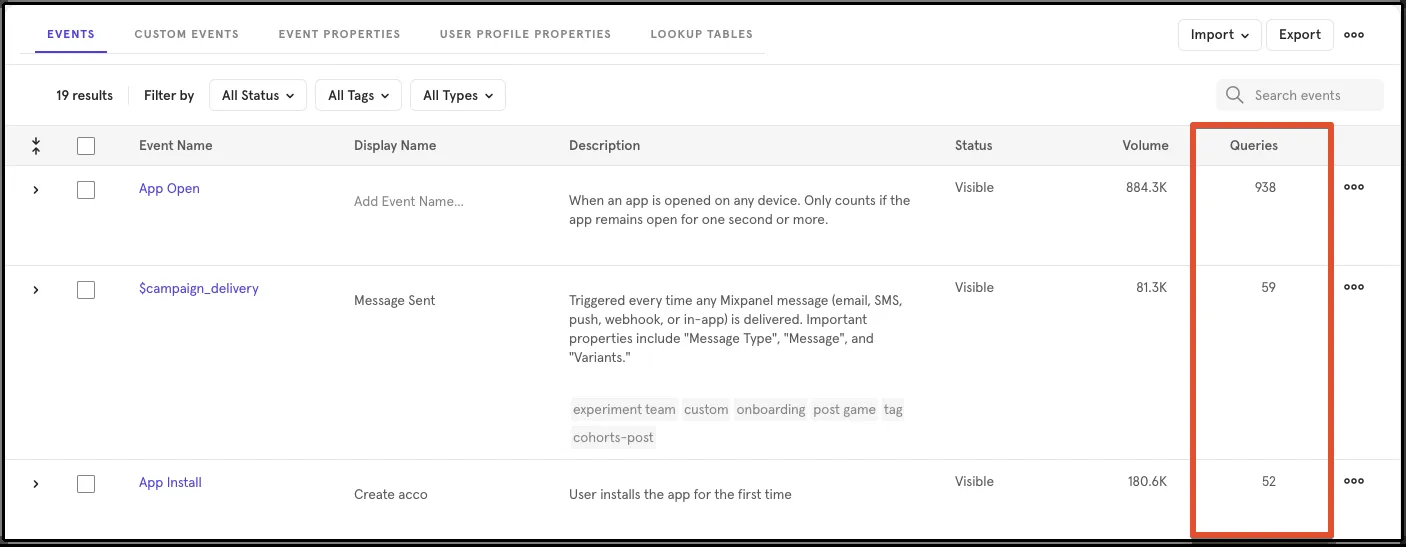 EVENTS CUSTOM EVENTS EVENT PROPERTIES USER PROFILE PROPERTIES LOOKUP TABLES Import Export
19 results Filter by All Status All Tags All Types Search events
Event Name Display Name Description Status Volume Queries
App Open Visible 884.3K 938
Add Event Name... When an app is opened on any device. Only counts if the
app remains open for one second or more.
$campaign_delivery Visible 81.3K 59
Message Sent Triggered every time any Mixpanel message (email, SMS,
push, webhook, or in-app) is delivered. Important
properties include "Message Type", "Message", and
"Variants."
experiment team custom onboarding post game tag
cohorts-post
App Install Visible 180.6K 52
Create acco User installs the app for the first time